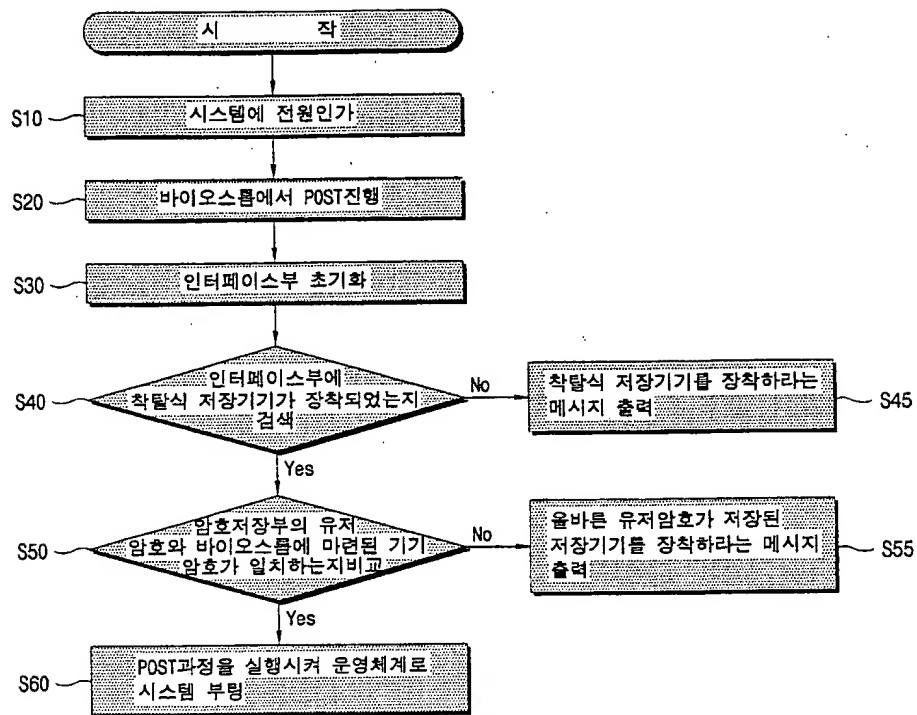 시 작
S10
시스템에 전원인가
S20
바이오스롬에서 POST진행
S30
인터페이스부 초기화
S40
인터페이스부에
착탈식 저장기기가 장착되었는지
검색
No
착탈식 저장기기를 장착하라는
메시지 출력
S45
Yes
S50
암호저장부의 유저
암호와 바이오스롬에 마련된 기기
암호가 일치하는지비교
No
올바른 유저암호가 저장된
저장기기를 장착하라는 메시지
출력
S55
Yes
S60
POST과정을 실행시켜 운영체계로
시스템 부팅